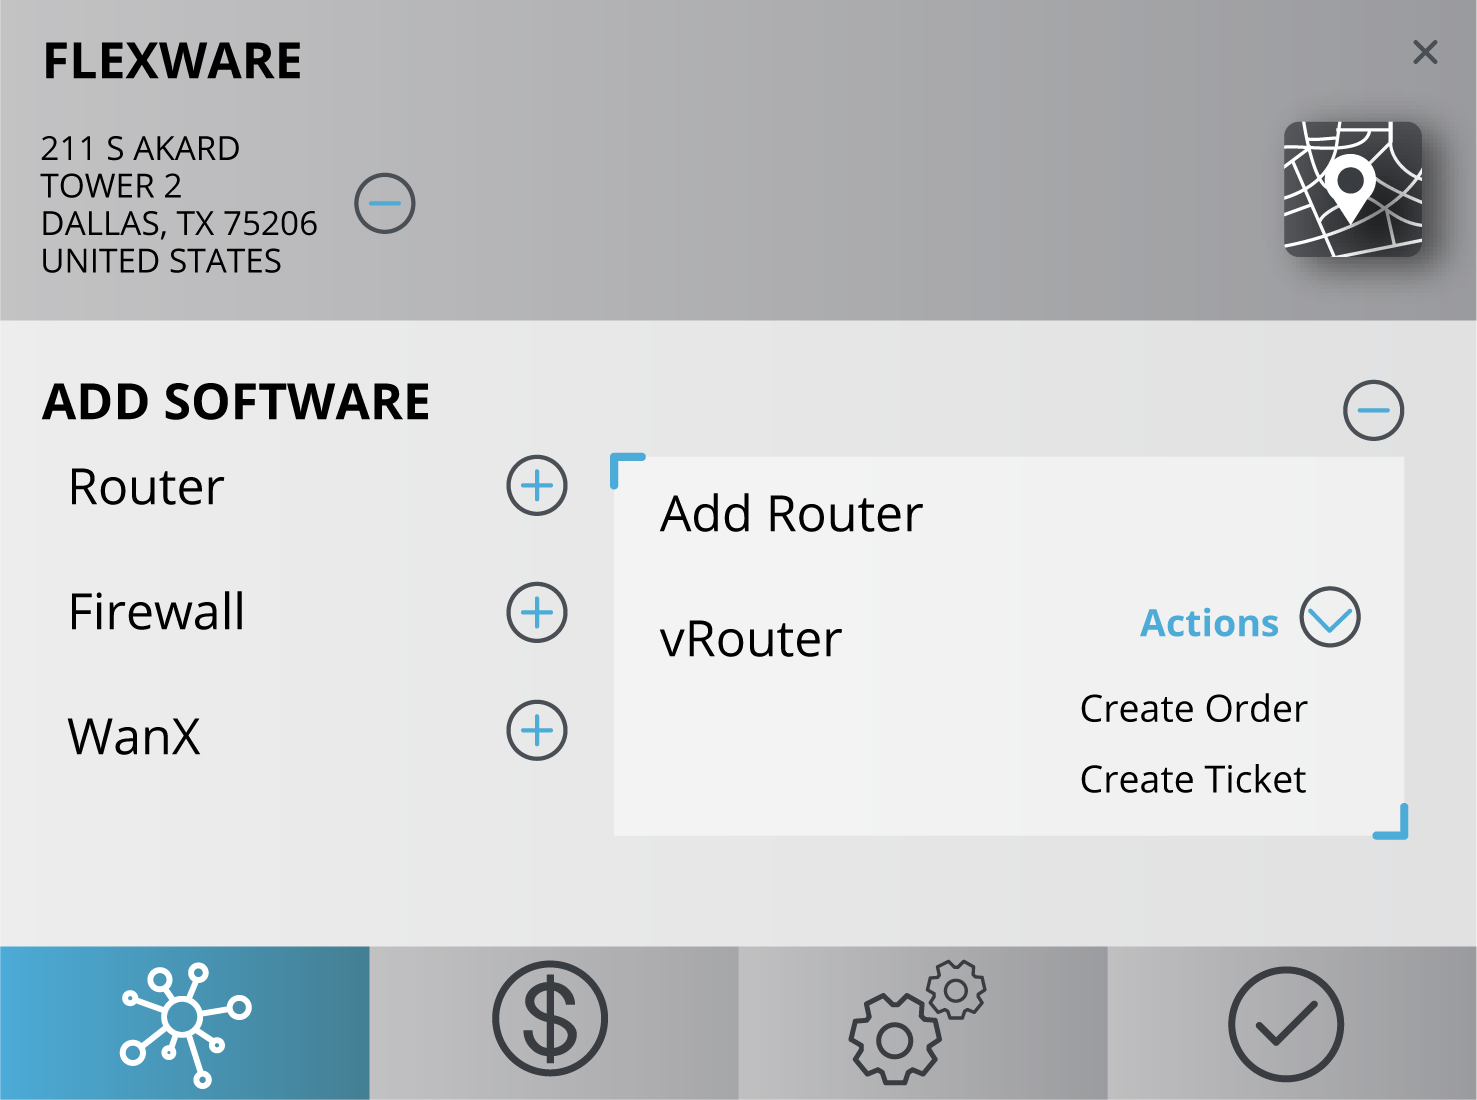 FLEXWARE
211 S AKARD
TOWER 2
DALLAS, TX 75206
UNITED STATES
ADD SOFTWARE
Router
Firewall
WanX
Add Router
vRouter
Actions
Create Order
Create Ticket
$